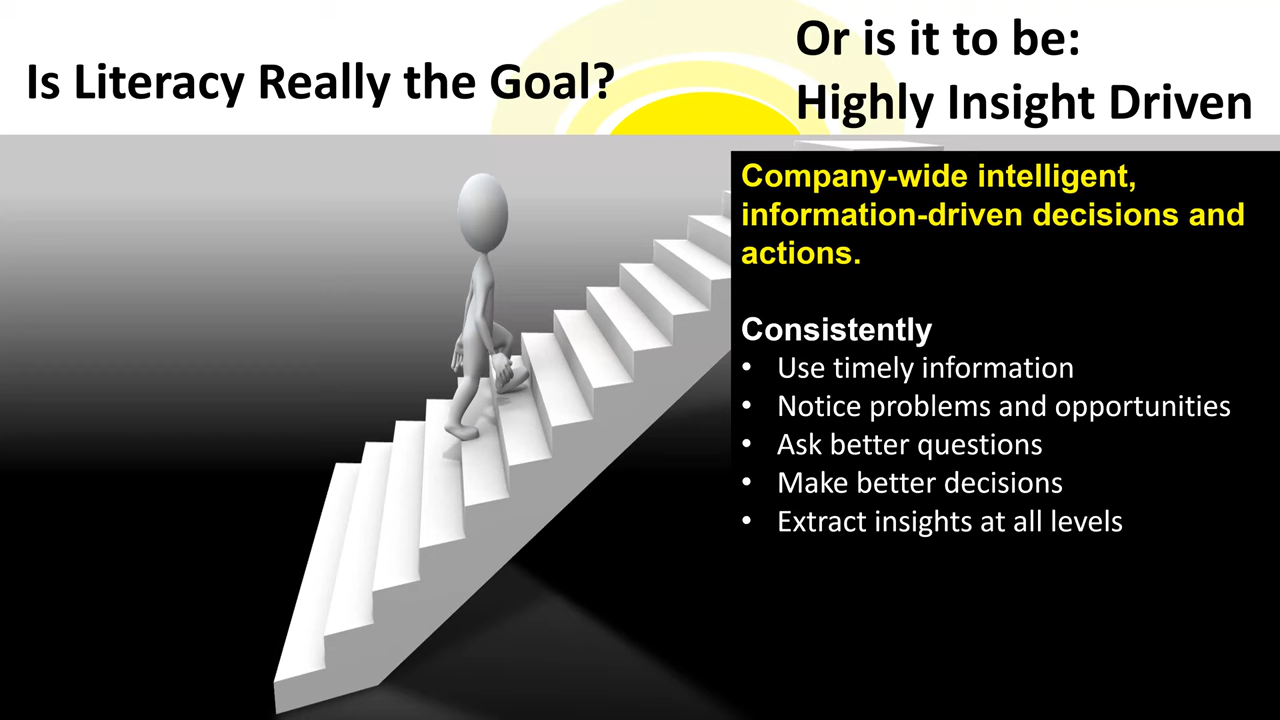 Is Literacy Really the Goal?
Or is it to be:
Highly Insight Driven
Company-wide intelligent,
information-driven decisions and
actions.
Consistently
• Use timely information
• Notice problems and opportunities
• Ask better questions
• Make better decisions
• Extract insights at all levels